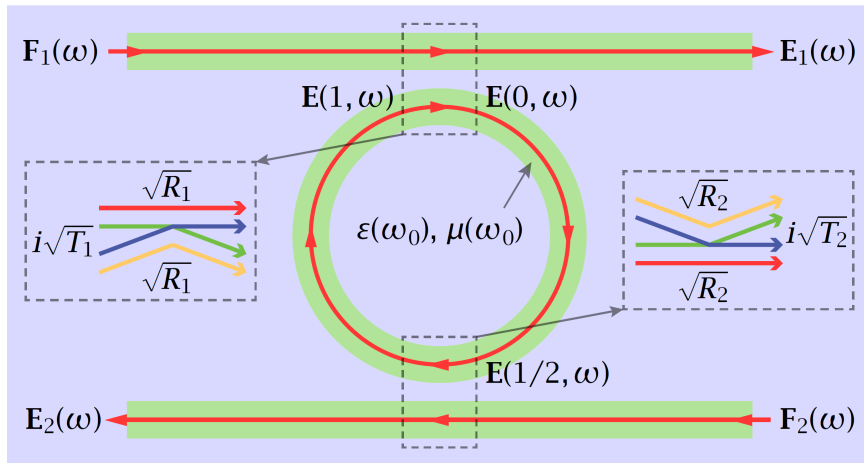 F₁(ω) E₁(ω)
E(1, ω) E(0, ω)
√R₁ √R₂
i√T₁ ε(ω₀), μ(ω₀) i√T₂
√R₁ √R₂
E(1/2, ω)
E₂(ω) F₂(ω)